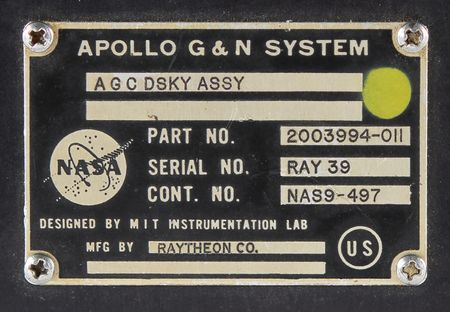 APOLLO G & N SYSTEM
AGC DSKY ASSY
PART NO. 2003994-011
NASA
SERIAL NO. RAY 39
CONT. NO. NAS9-497
DESIGNED BY MIT INSTRUMENTATION LAB
MFG BY RAYTHEON CO.
US